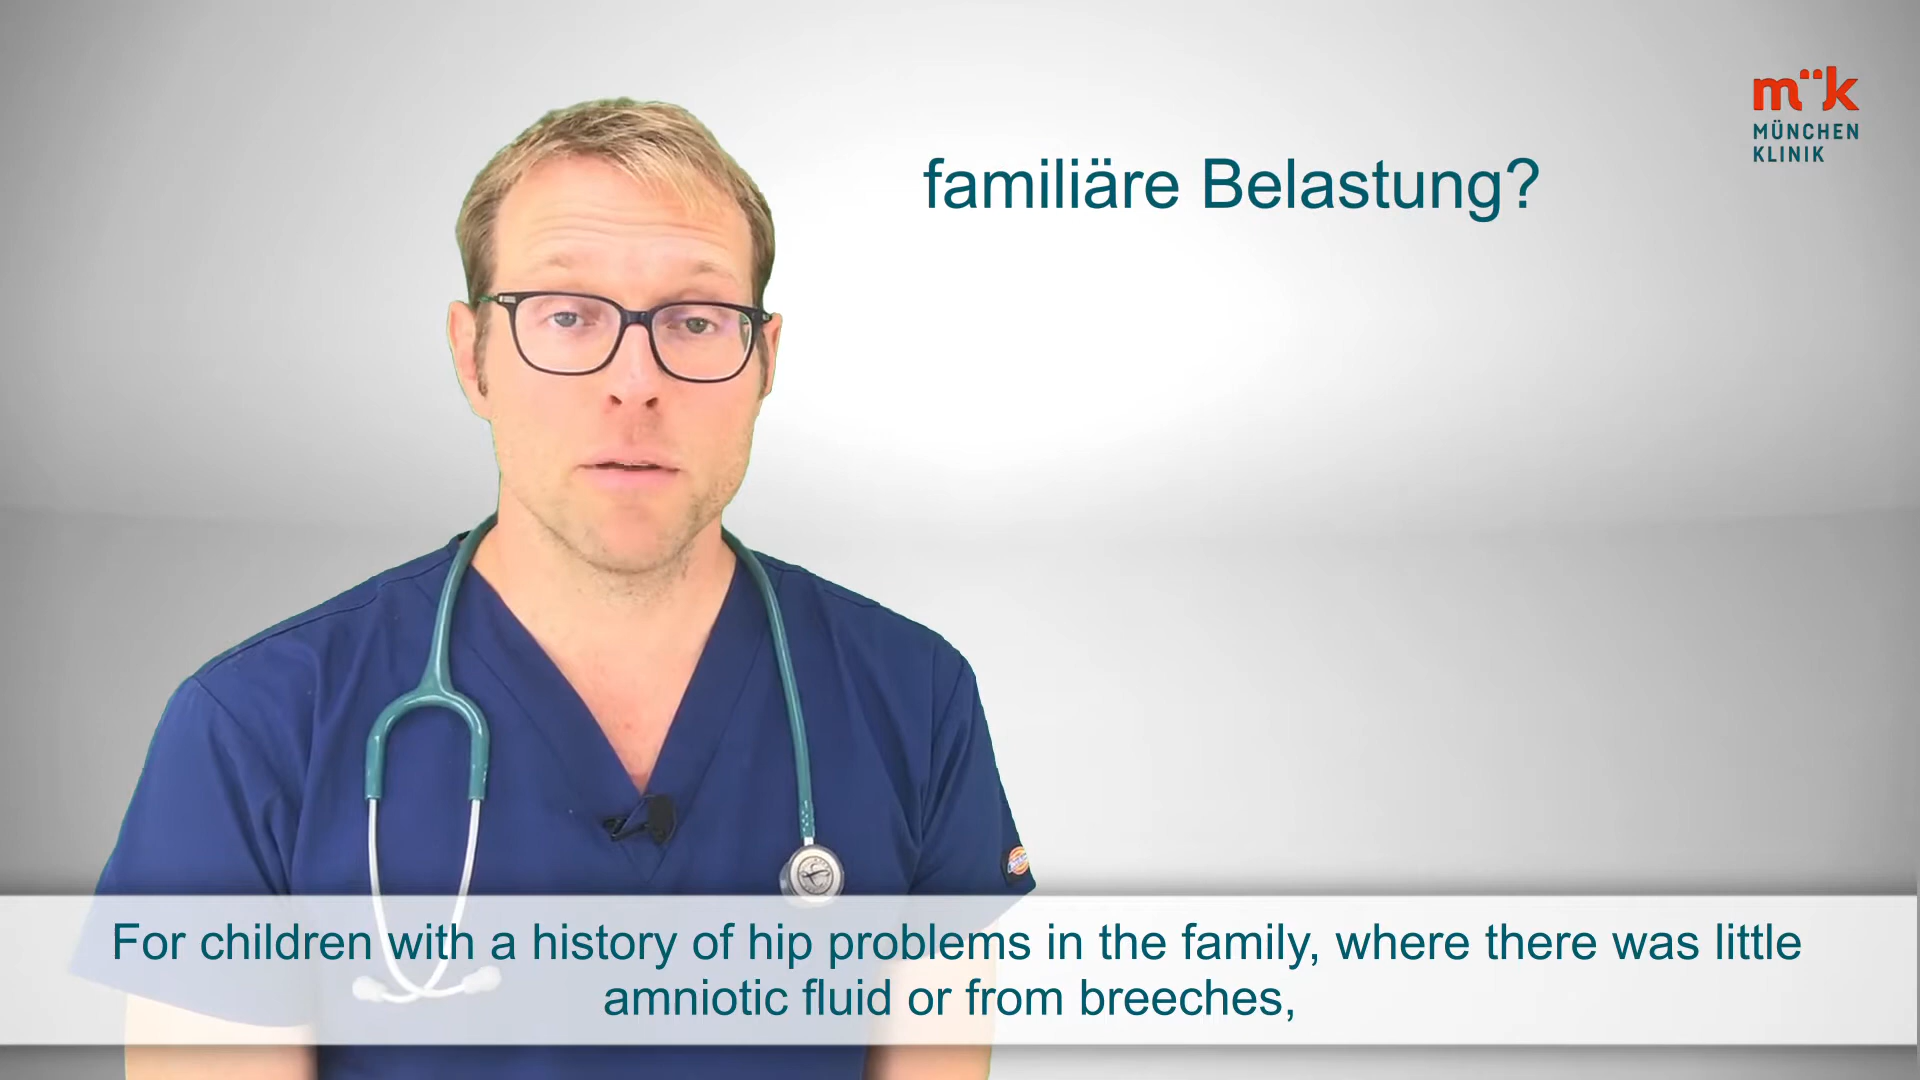 mük
MÜNCHEN
KLINIK
familiäre Belastung?
For children with a history of hip problems in the family, where there was little
amniotic fluid or from breeches,